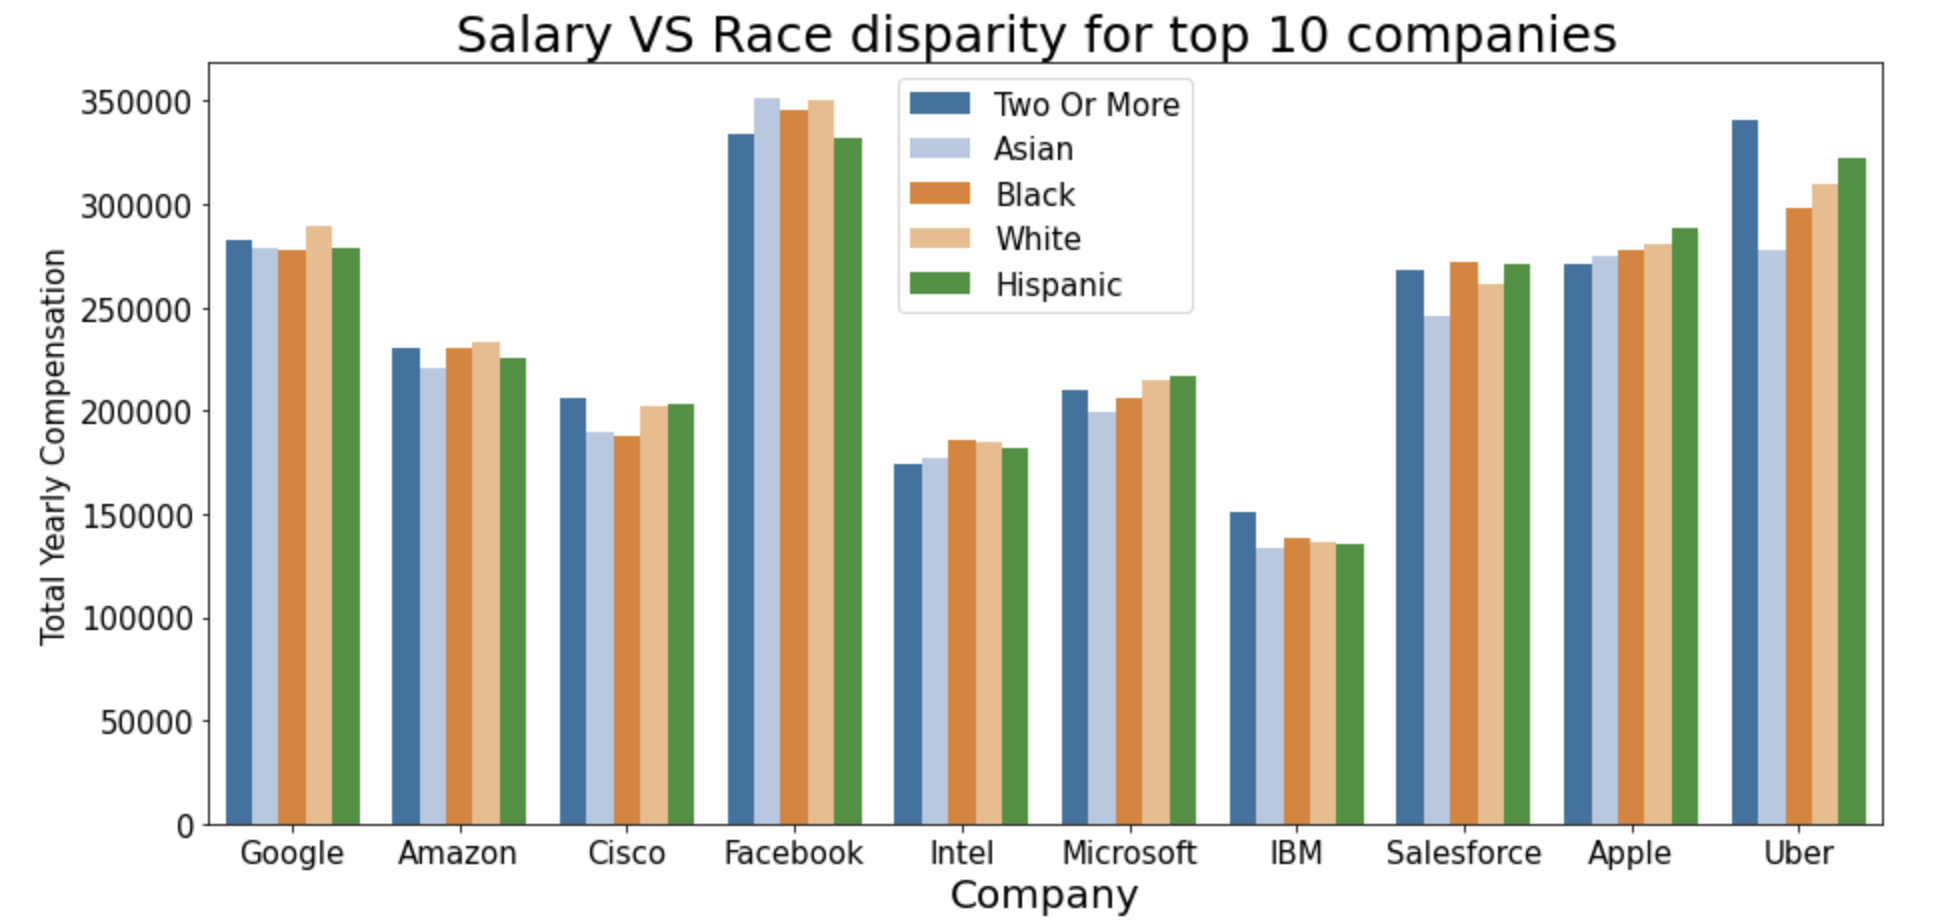 Salary VS Race disparity for top 10 companies
350000
300000
250000
200000
150000
100000
50000
0
Total Yearly Compensation
Two Or More
Asian
Black
White
Hispanic
Google Amazon Cisco Facebook Intel Microsoft IBM Salesforce Apple Uber
Company